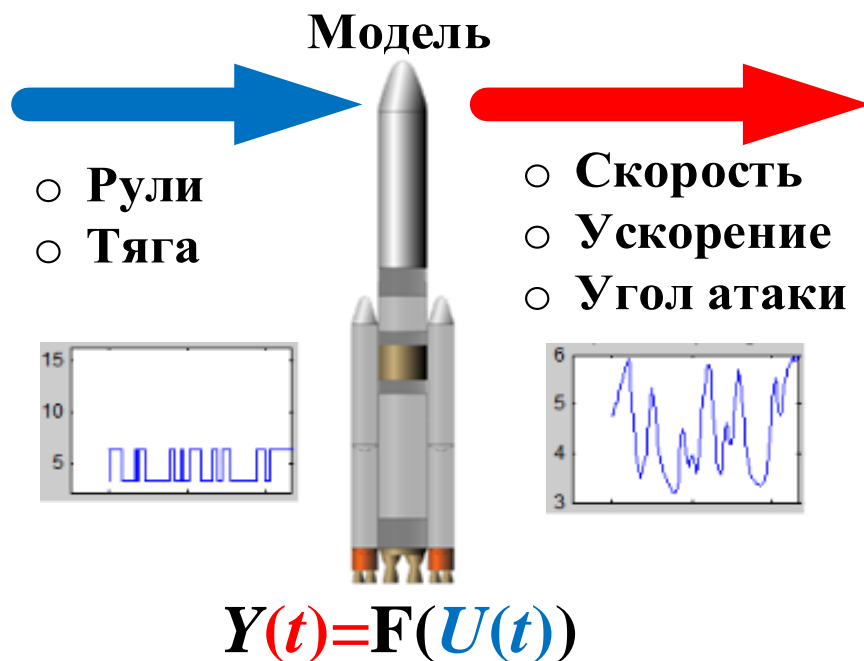 Модель
○ Рули
○ Тяга
○ Скорость
○ Ускорение
○ Угол атаки
15
10
5
6
5
4
3
Y(t)=F(U(t))